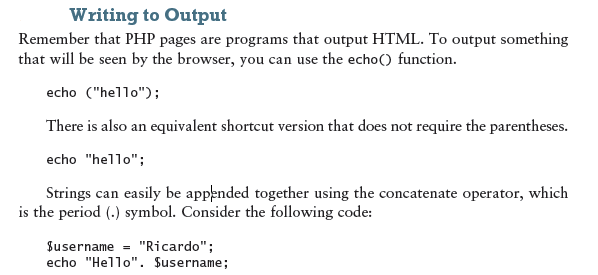 Writing to Output
Remember that PHP pages are programs that output HTML. To output something
that will be seen by the browser, you can use the echo() function.
echo ("hello");
There is also an equivalent shortcut version that does not require the parentheses.
echo "hello";
Strings can easily be appended together using the concatenate operator, which
is the period (.) symbol. Consider the following code:
$username = "Ricardo";
echo "Hello". $username;